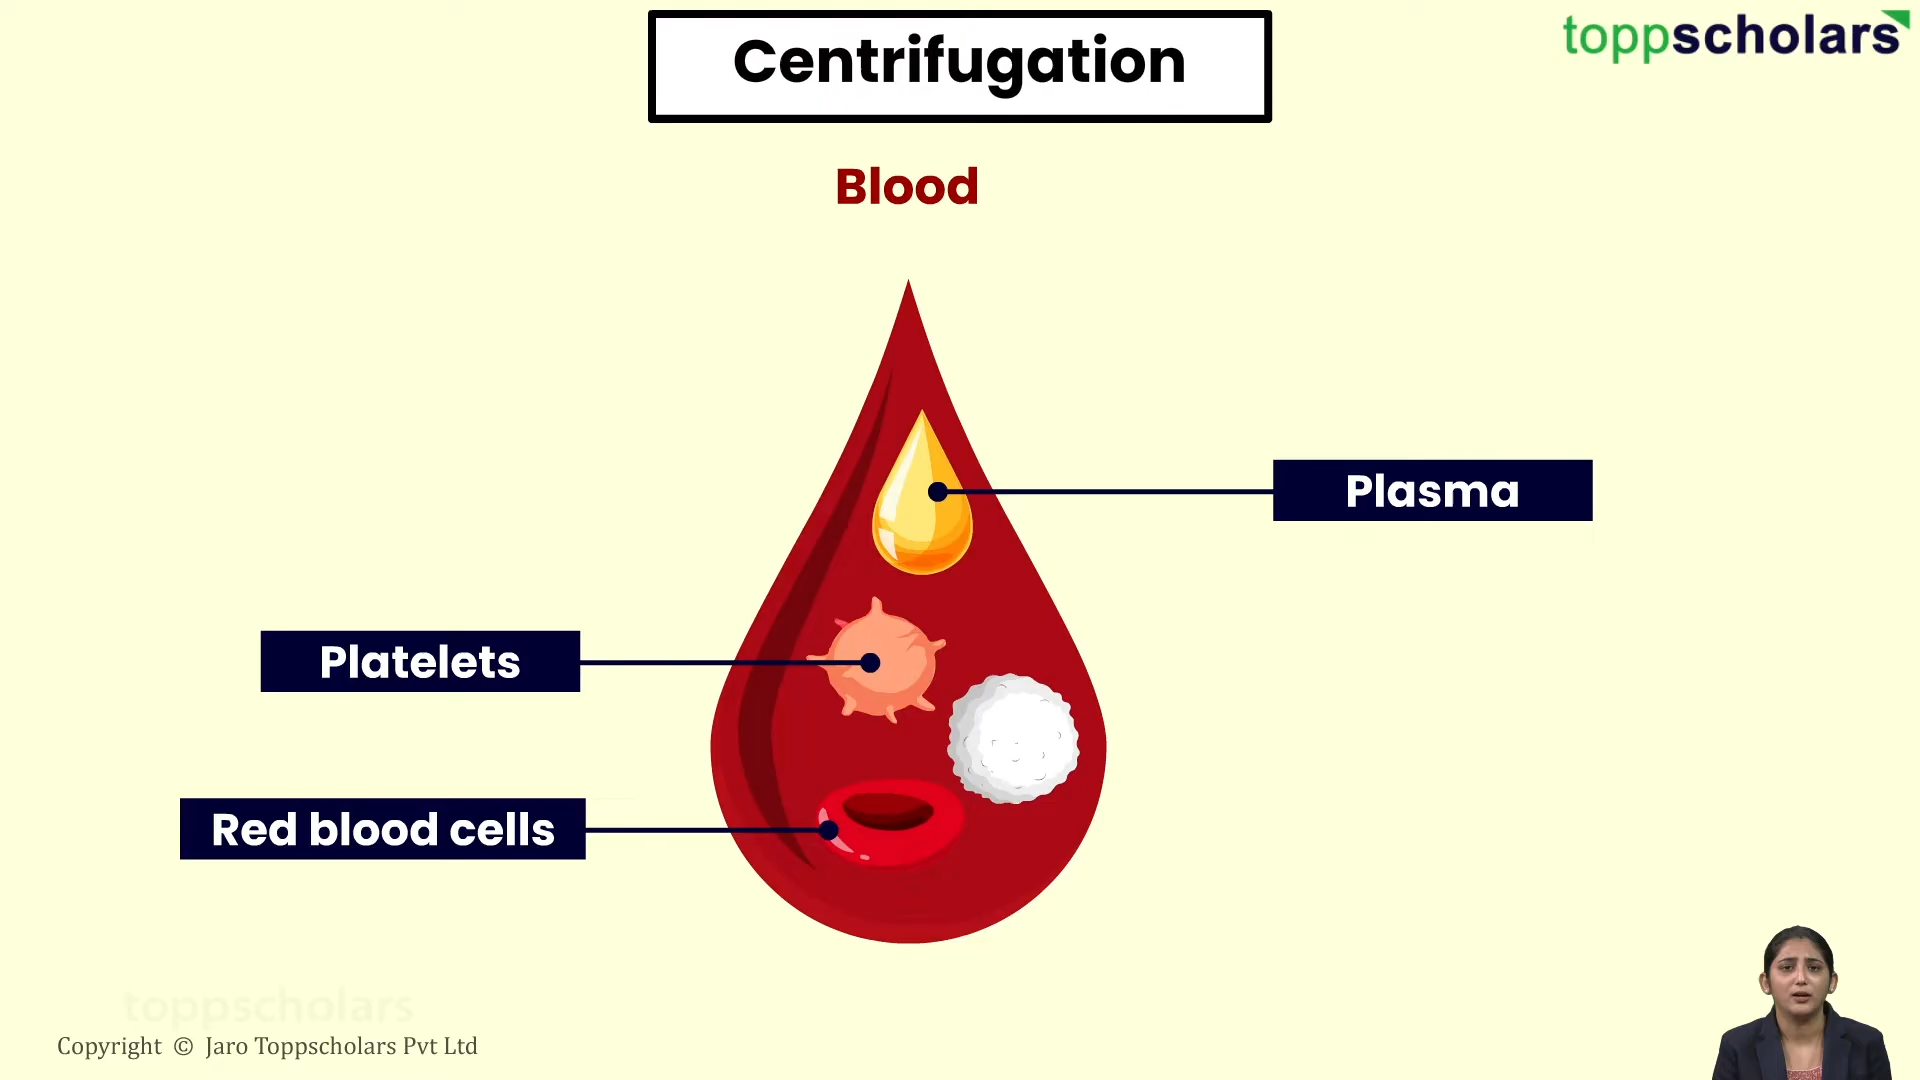 Centrifugation
toppscholars
Blood
Plasma
Platelets
Red blood cells
toppscholars
Copyright © Jaro Toppscholars Pvt Ltd